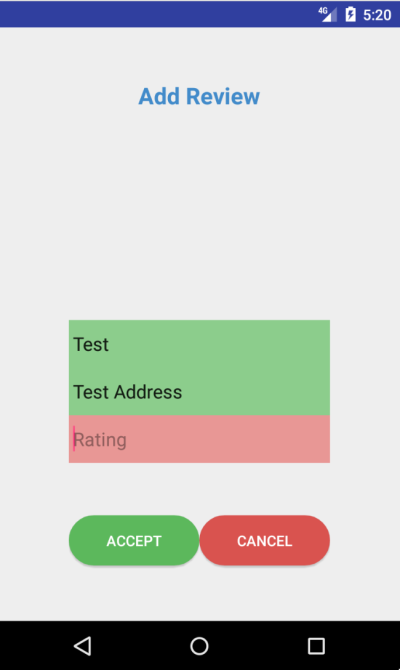 4G 5:20
Add Review
Test
Test Address
Rating
ACCEPT CANCEL